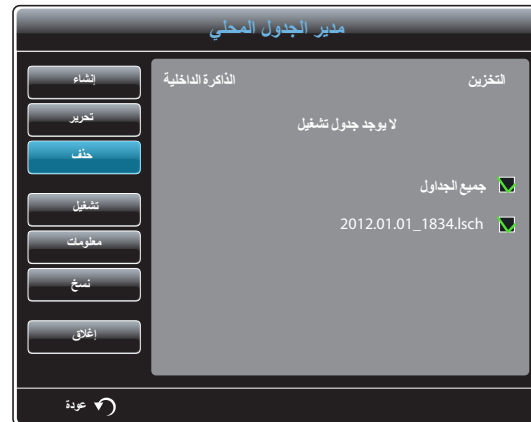 مدير الجدول المحلي
التخزين الذاكرة الداخلية
لا يوجد جدول تشغيل
جميع الجداول
2012.01.01_1834.lsch
إنشاء
تحرير
حذف
تشغيل
معلومات
نسخ
إغلاق
عودة